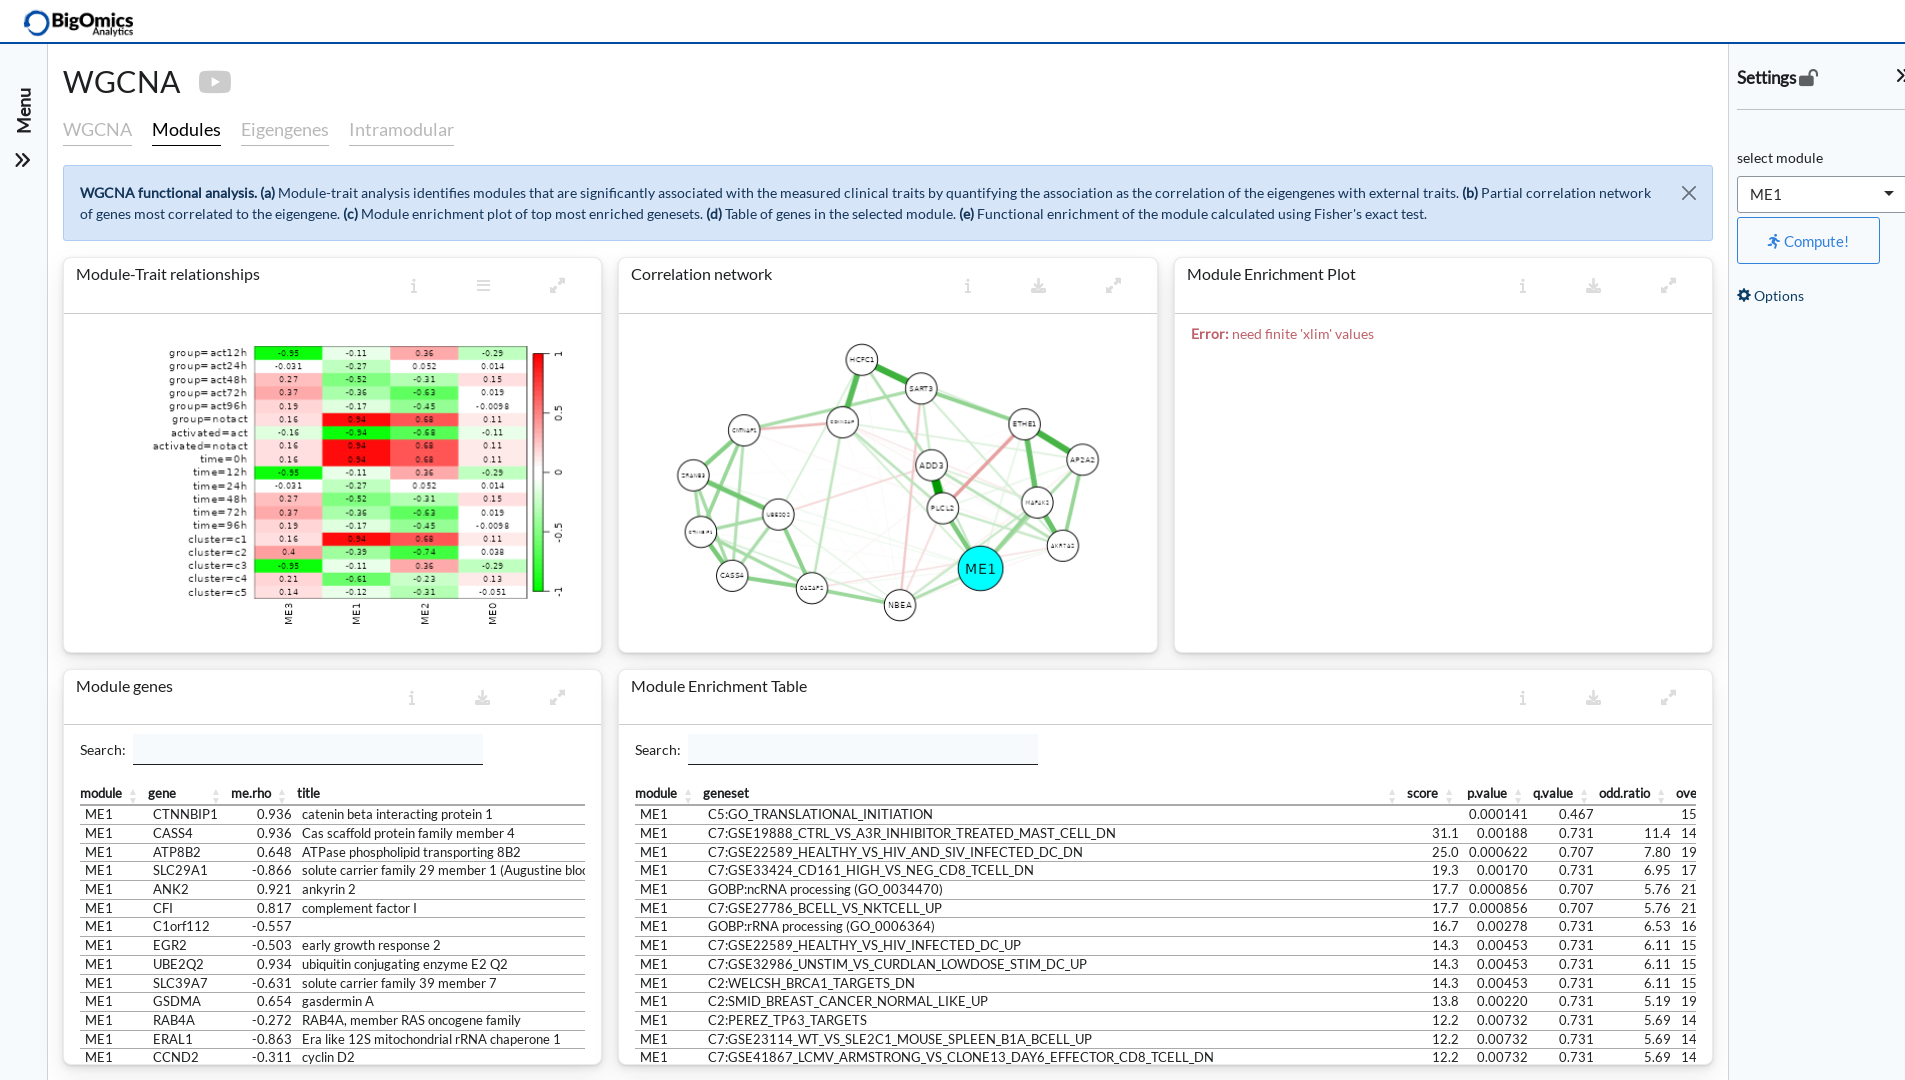 BigOmics
Analytics
Menu
WGCNA
WGCNA Modules Eigengenes Intramodular
WGCNA functional analysis. (a) Module-trait analysis identifies modules that are significantly associated with the measured clinical traits by quantifying the association as the correlation of the eigengenes with external traits. (b) Partial correlation network
of genes most correlated to the eigengene. (c) Module enrichment plot of top most enriched genesets. (d) Table of genes in the selected module. (e) Functional enrichment of the module calculated using Fisher's exact test.
Settings
select module
ME1
Compute!
Options
Module-Trait relationships
group=act12h -0.95 -0.11 0.36 -0.29
group=act24h -0.031 -0.27 0.052 0.014
group=act48h 0.27 -0.52 -0.31 0.15
group=act72h 0.37 -0.36 -0.63 0.019
group=act96h 0.19 -0.17 -0.45 -0.0098
group=notact 0.16 0.94 0.68 0.11
activated=act -0.16 -0.94 -0.68 -0.11
activated=notact 0.16 0.94 0.68 0.11
time=0h 0.16 0.94 0.68 0.11
time=12h -0.95 -0.11 0.36 -0.29
time=24h -0.031 -0.27 0.052 0.014
time=48h 0.27 -0.52 -0.31 0.15
time=72h 0.37 -0.36 -0.63 0.019
time=96h 0.19 -0.17 -0.45 -0.0098
cluster=c1 0.16 0.94 0.68 0.11
cluster=c2 0.4 -0.39 -0.74 0.038
cluster=c3 -0.95 -0.11 0.36 -0.29
cluster=c4 0.21 -0.61 -0.23 0.13
cluster=c5 0.14 -0.12 -0.31 -0.051
ME3 ME1 ME2 ME0
1
0.5
0
-0.5
-1
Correlation network
HCFC1
SART3
ETHE1
AP2A2
ADD3
ZRANB3
PLCL2
UBE2Q2
CASS4
ME1
NBEA
Module Enrichment Plot
Error: need finite 'xlim' values
Module genes
Search:
module gene me.rho title
ME1 CTNNBIP1 0.936 catenin beta interacting protein 1
ME1 CASS4 0.936 Cas scaffold protein family member 4
ME1 ATP8B2 0.648 ATPase phospholipid transporting 8B2
ME1 SLC29A1 -0.866 solute carrier family 29 member 1 (Augustine bloo
ME1 ANK2 0.921 ankyrin 2
ME1 CFI 0.817 complement factor I
ME1 C1orf112 -0.557
ME1 EGR2 -0.503 early growth response 2
ME1 UBE2Q2 0.934 ubiquitin conjugating enzyme E2 Q2
ME1 SLC39A7 -0.631 solute carrier family 39 member 7
ME1 GSDMA 0.654 gasdermin A
ME1 RAB4A -0.272 RAB4A, member RAS oncogene family
ME1 ERAL1 -0.863 Era like 12S mitochondrial rRNA chaperone 1
ME1 CCND2 -0.311 cyclin D2
Module Enrichment Table
Search:
module geneset score p.value q.value odd.ratio ove
ME1 C5:GO_TRANSLATIONAL_INITIATION 0.000141 0.467 15
ME1 C7:GSE19888_CTRL_VS_A3R_INHIBITOR_TREATED_MAST_CELL_DN 31.1 0.00188 0.731 11.4 14
ME1 C7:GSE22589_HEALTHY_VS_HIV_AND_SIV_INFECTED_DC_DN 25.0 0.000622 0.707 7.80 19
ME1 C7:GSE33424_CD161_HIGH_VS_NEG_CD8_TCELL_DN 19.3 0.00170 0.731 6.95 17
ME1 GOBP:ncRNA processing (GO_0034470) 17.7 0.000856 0.707 5.76 21
ME1 C7:GSE27786_BCELL_VS_NKTCELL_UP 17.7 0.000856 0.707 5.76 21
ME1 GOBP:rRNA processing (GO_0006364) 16.7 0.00278 0.731 6.53 16
ME1 C7:GSE22589_HEALTHY_VS_HIV_INFECTED_DC_UP 14.3 0.00453 0.731 6.11 15
ME1 C7:GSE32986_UNSTIM_VS_CURDLAN_LOWDOSE_STIM_DC_UP 14.3 0.00453 0.731 6.11 15
ME1 C2:WELCSH_BRCA1_TARGETS_DN 14.3 0.00453 0.731 6.11 15
ME1 C2:SMID_BREAST_CANCER_NORMAL_LIKE_UP 13.8 0.00220 0.731 5.19 19
ME1 C2:PEREZ_TP63_TARGETS 12.2 0.00732 0.731 5.69 14
ME1 C7:GSE23114_WT_VS_SLE2C1_MOUSE_SPLEEN_B1A_BCELL_UP 12.2 0.00732 0.731 5.69 14
ME1 C7:GSE41867_LCMV_ARMSTRONG_VS_CLONE13_DAY6_EFFECTOR_CD8_TCELL_DN 12.2 0.00732 0.731 5.69 14